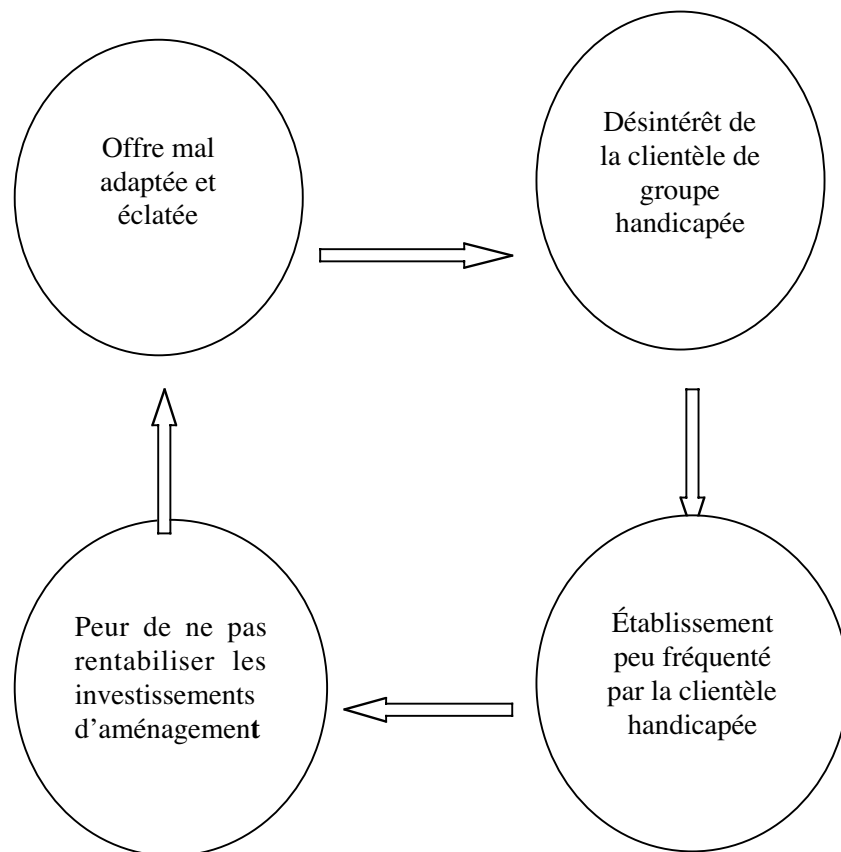 Offre mal
adaptée et
éclatée
Désintérêt de
la clientèle de
groupe
handicapée
Établissement
peu fréquenté
par la clientèle
handicapée
Peur de ne pas
rentabiliser les
investissements
d’aménagement